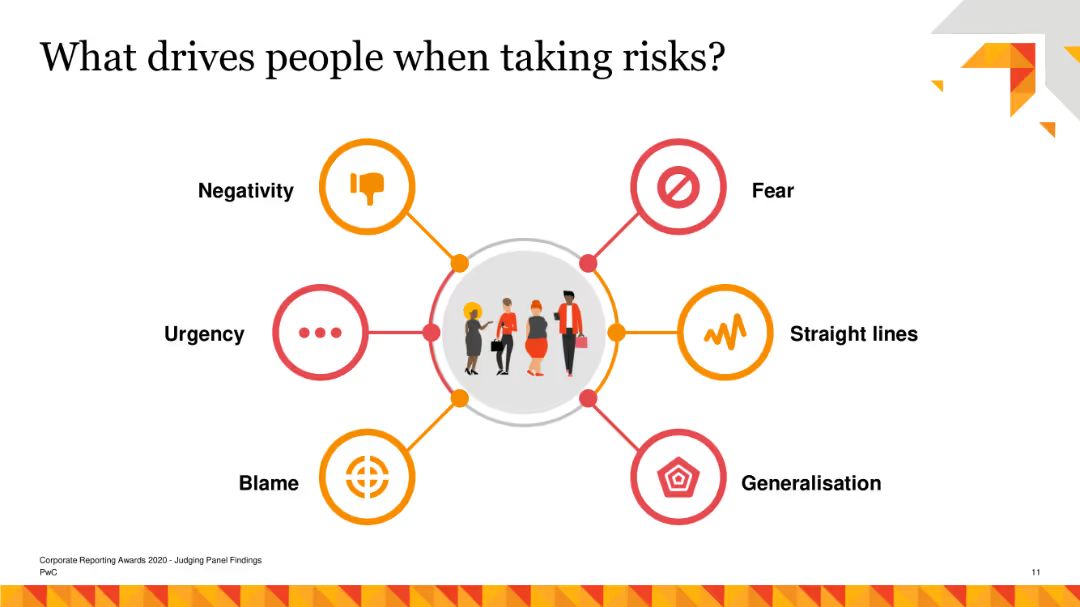 What drives people when taking risks?
Negativity
Fear
Urgency
Straight lines
Blame
Generalisation
Corporate Reporting Awards 2020 - Judging Panel Findings
PwC
11